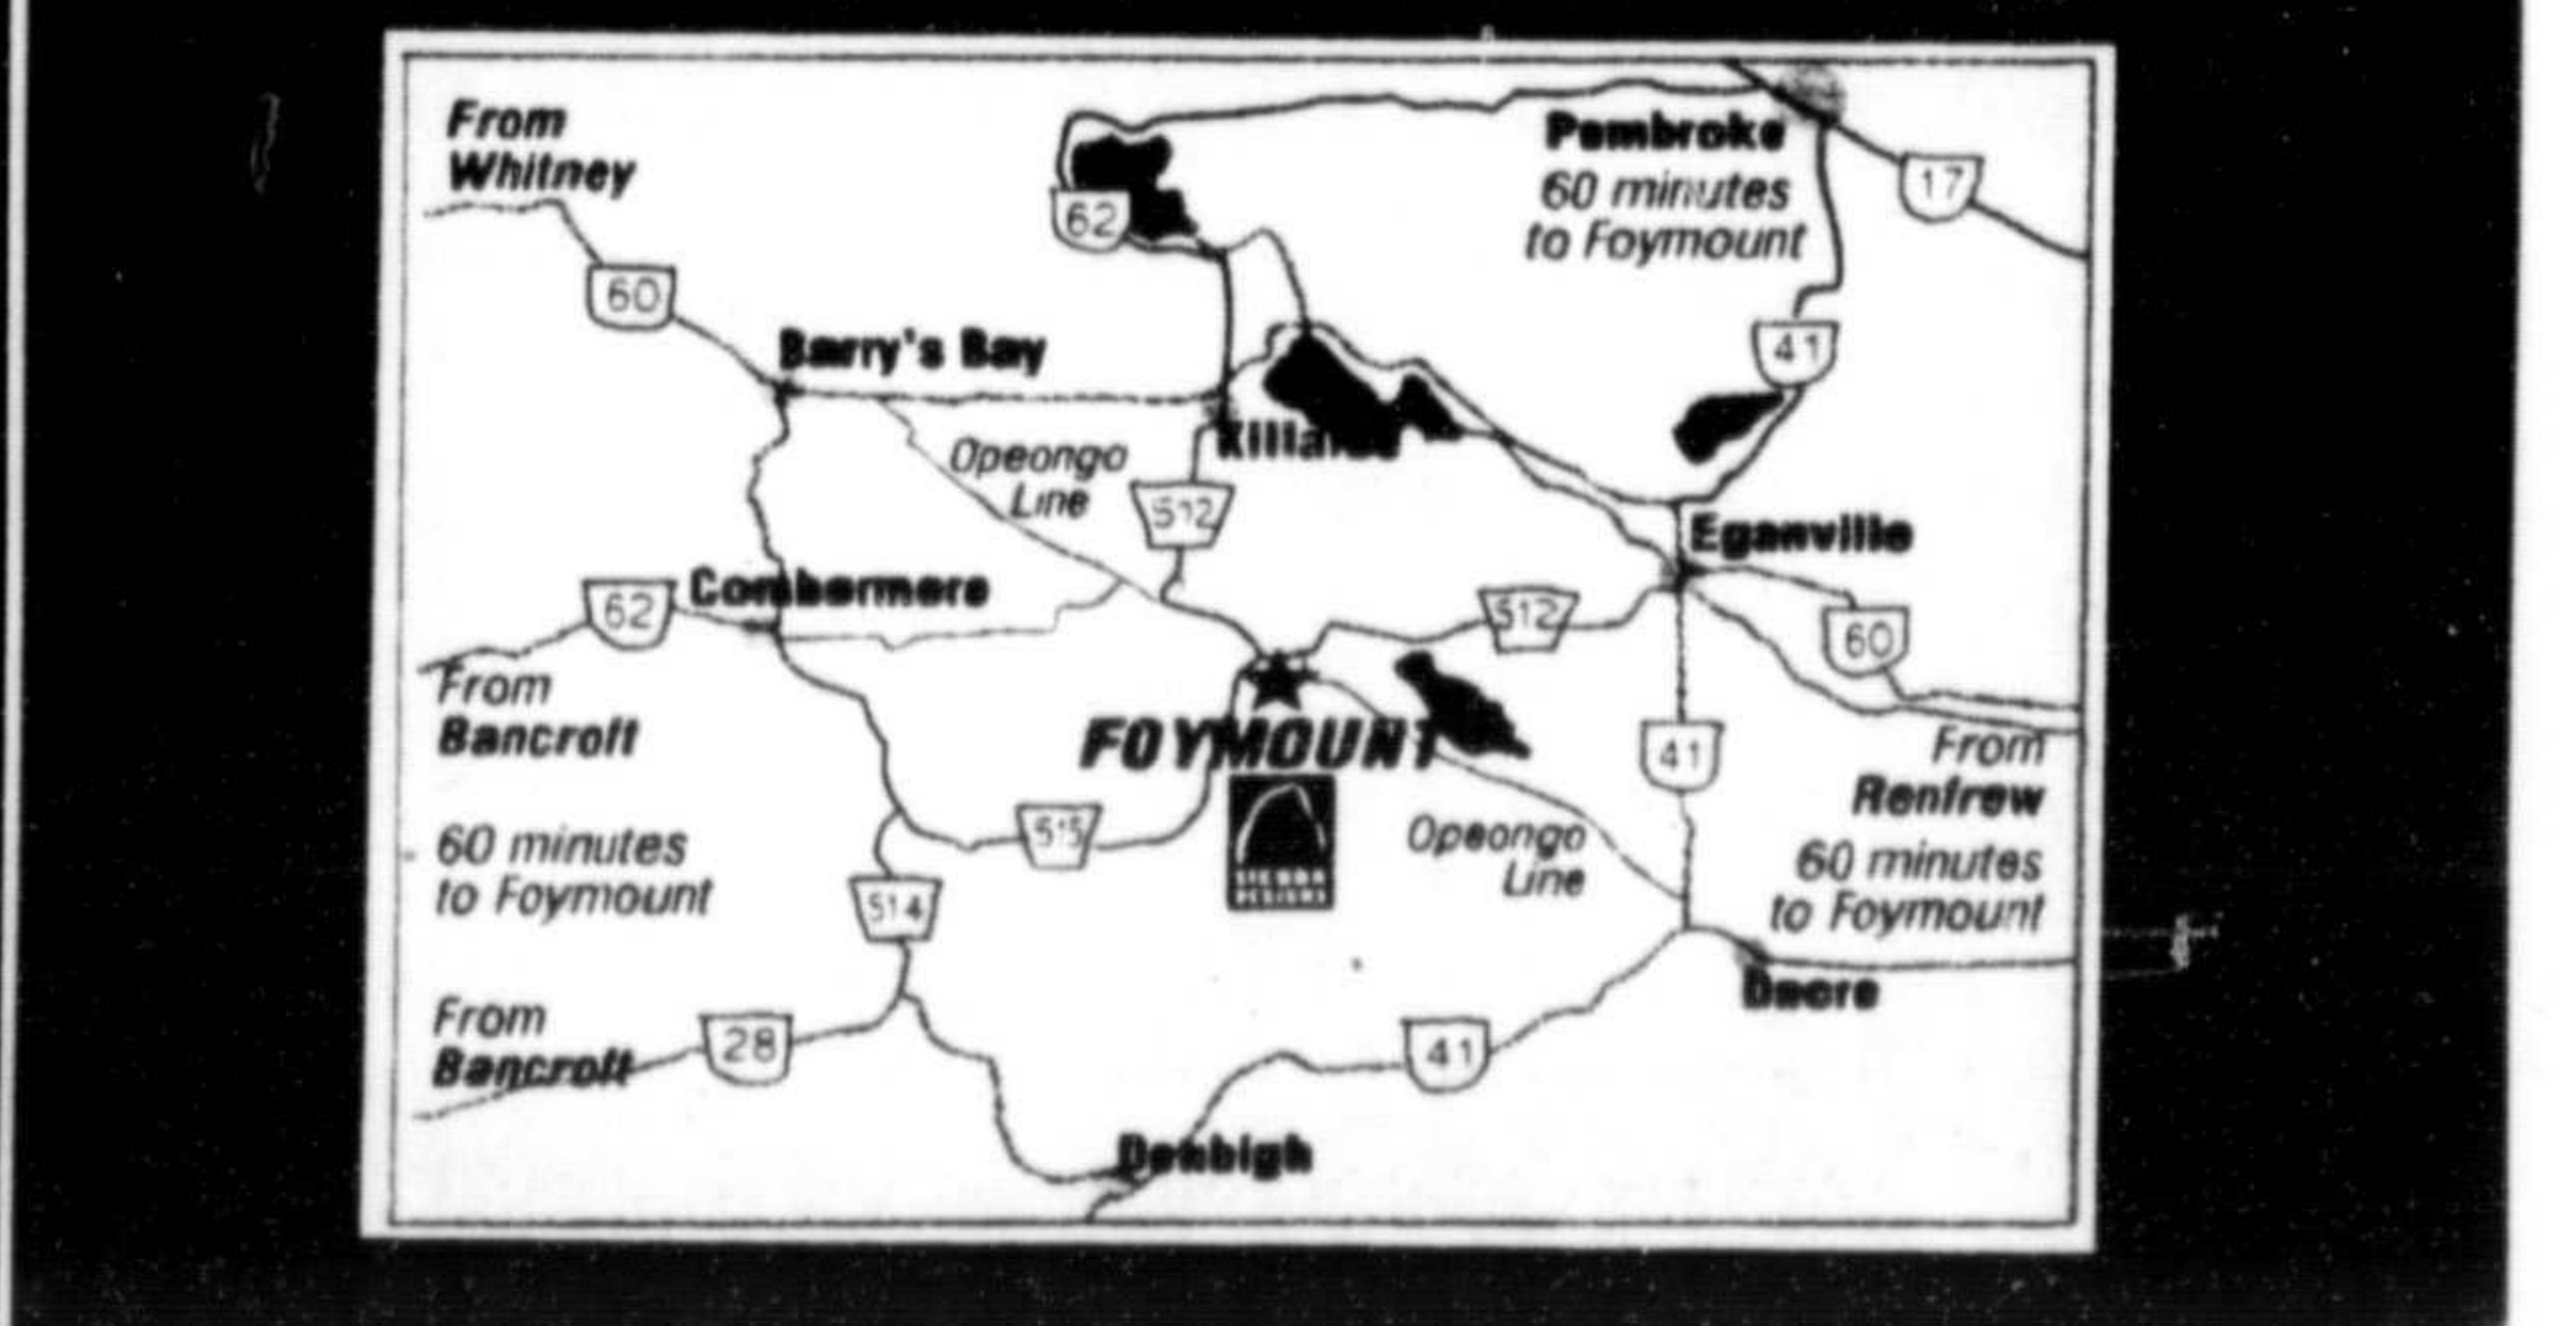 From
Whitney
60
Barry's Bay
62
Pembroke
60 minutes
to Foymount
17
41
Opeongo
Line
512
Eganville
Combermere
62
512
60
From
Bancroft
60 minutes
to Foymount
FOYMOUNT
41
From
Renfrew
60 minutes
to Foymount
515
Opeongo
Line
514
Dacre
From
Bancroft
28
41
Denbigh